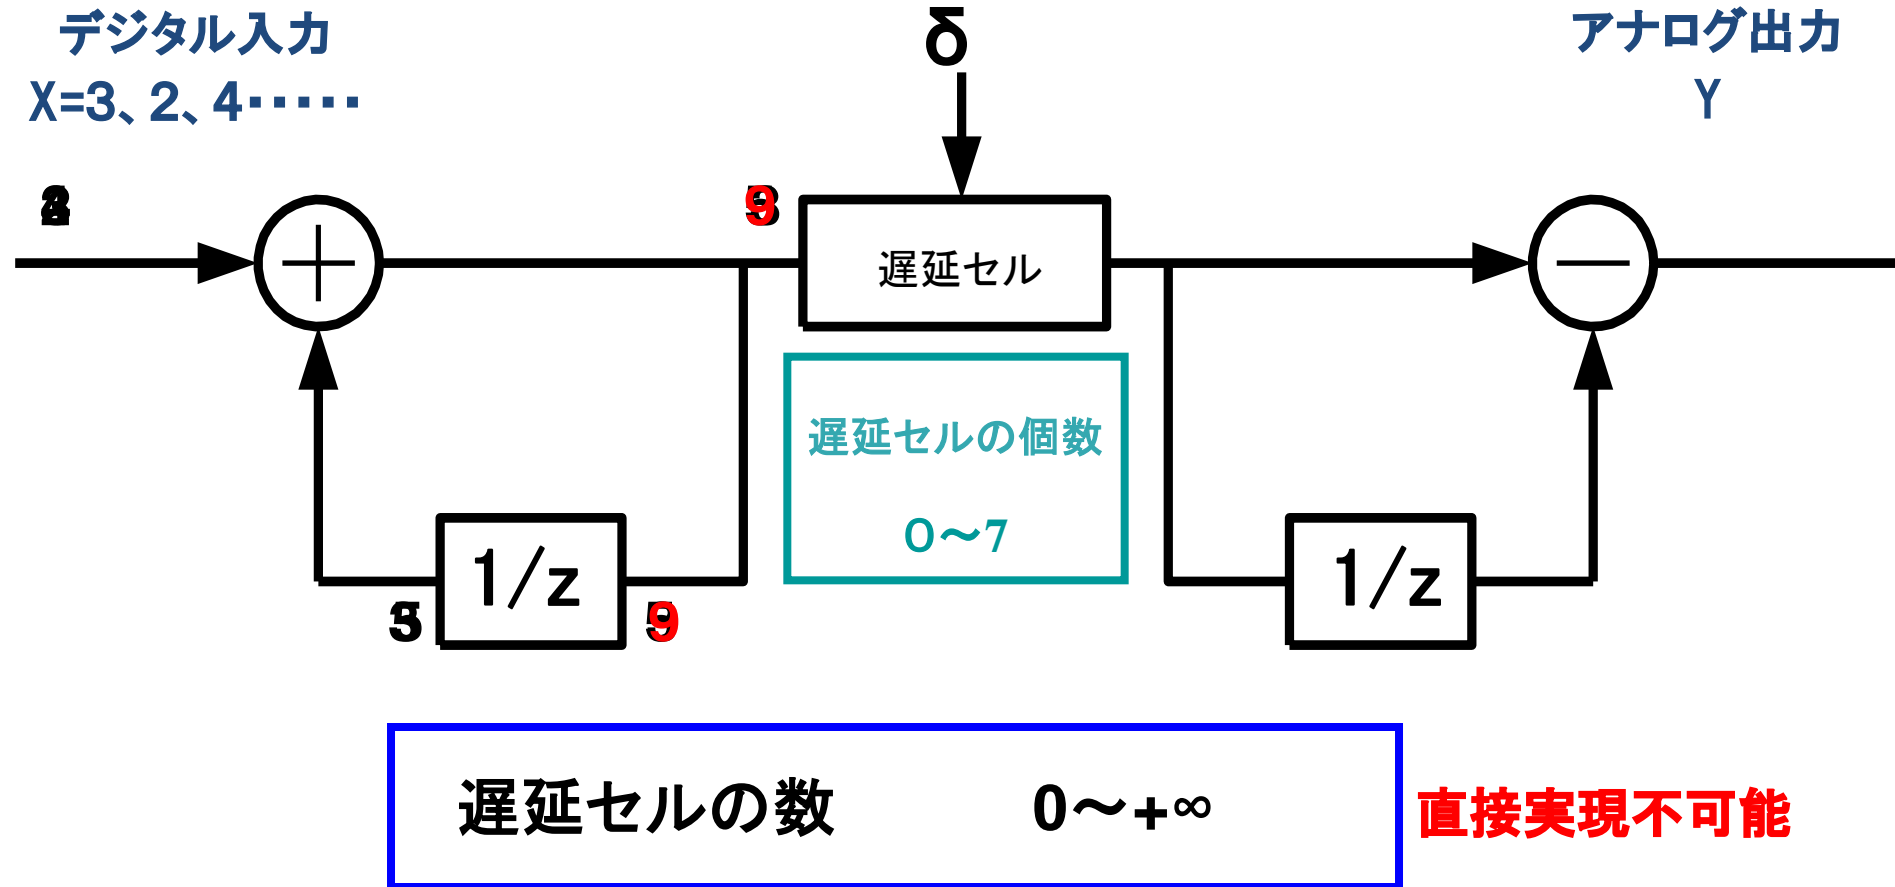 デジタル入力
X=3、2、4・・・・・
δ
アナログ出力
Y
遅延セル
遅延セルの個数
0～7
1/z
1/z
9
9
遅延セルの数 0～+∞
直接実現不可能